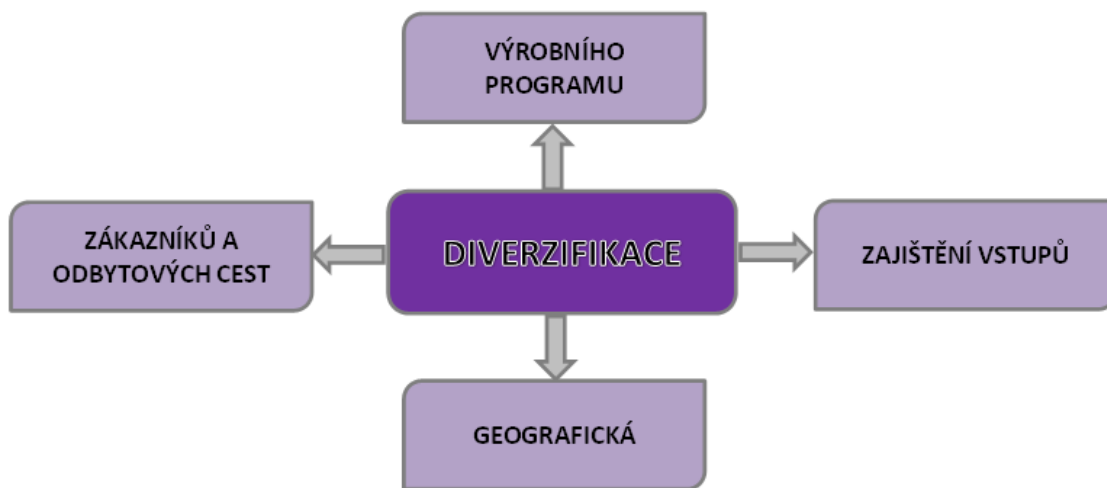 VÝROBNÍHO
PROGRAMU
ZÁKAZNÍKŮ A
ODBYTOVÝCH CEST
DIVERZIFIKACE
ZAJIŠTĚNÍ VSTUPŮ
GEOGRAFICKÁ